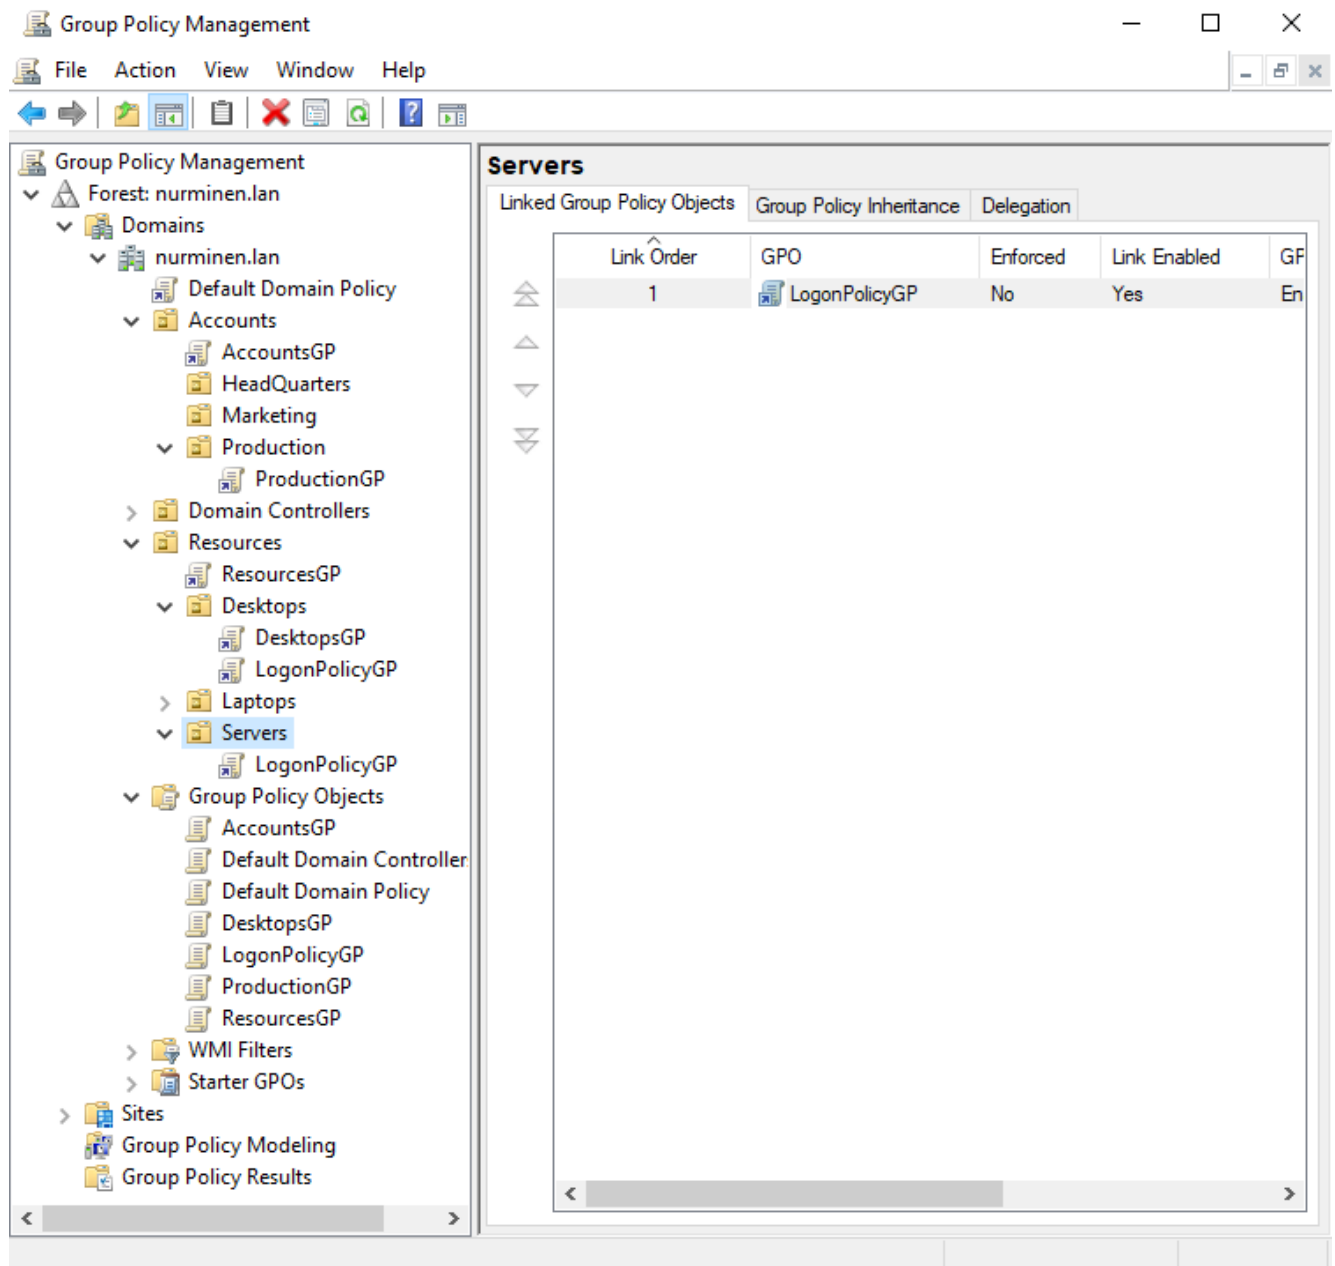 Group Policy Management
File Action View Window Help
Group Policy Management
Forest: nurminen.lan
Domains
nurminen.lan
Default Domain Policy
Accounts
AccountsGP
HeadQuarters
Marketing
Production
ProductionGP
Domain Controllers
Resources
ResourcesGP
Desktops
DesktopsGP
LogonPolicyGP
Laptops
Servers
LogonPolicyGP
Group Policy Objects
AccountsGP
Default Domain Controller
Default Domain Policy
DesktopsGP
LogonPolicyGP
ProductionGP
ResourcesGP
WMI Filters
Starter GPOs
Sites
Group Policy Modeling
Group Policy Results
Servers
Linked Group Policy Objects Group Policy Inheritance Delegation
Link Order GPO Enforced Link Enabled GP
1 LogonPolicyGP No Yes En